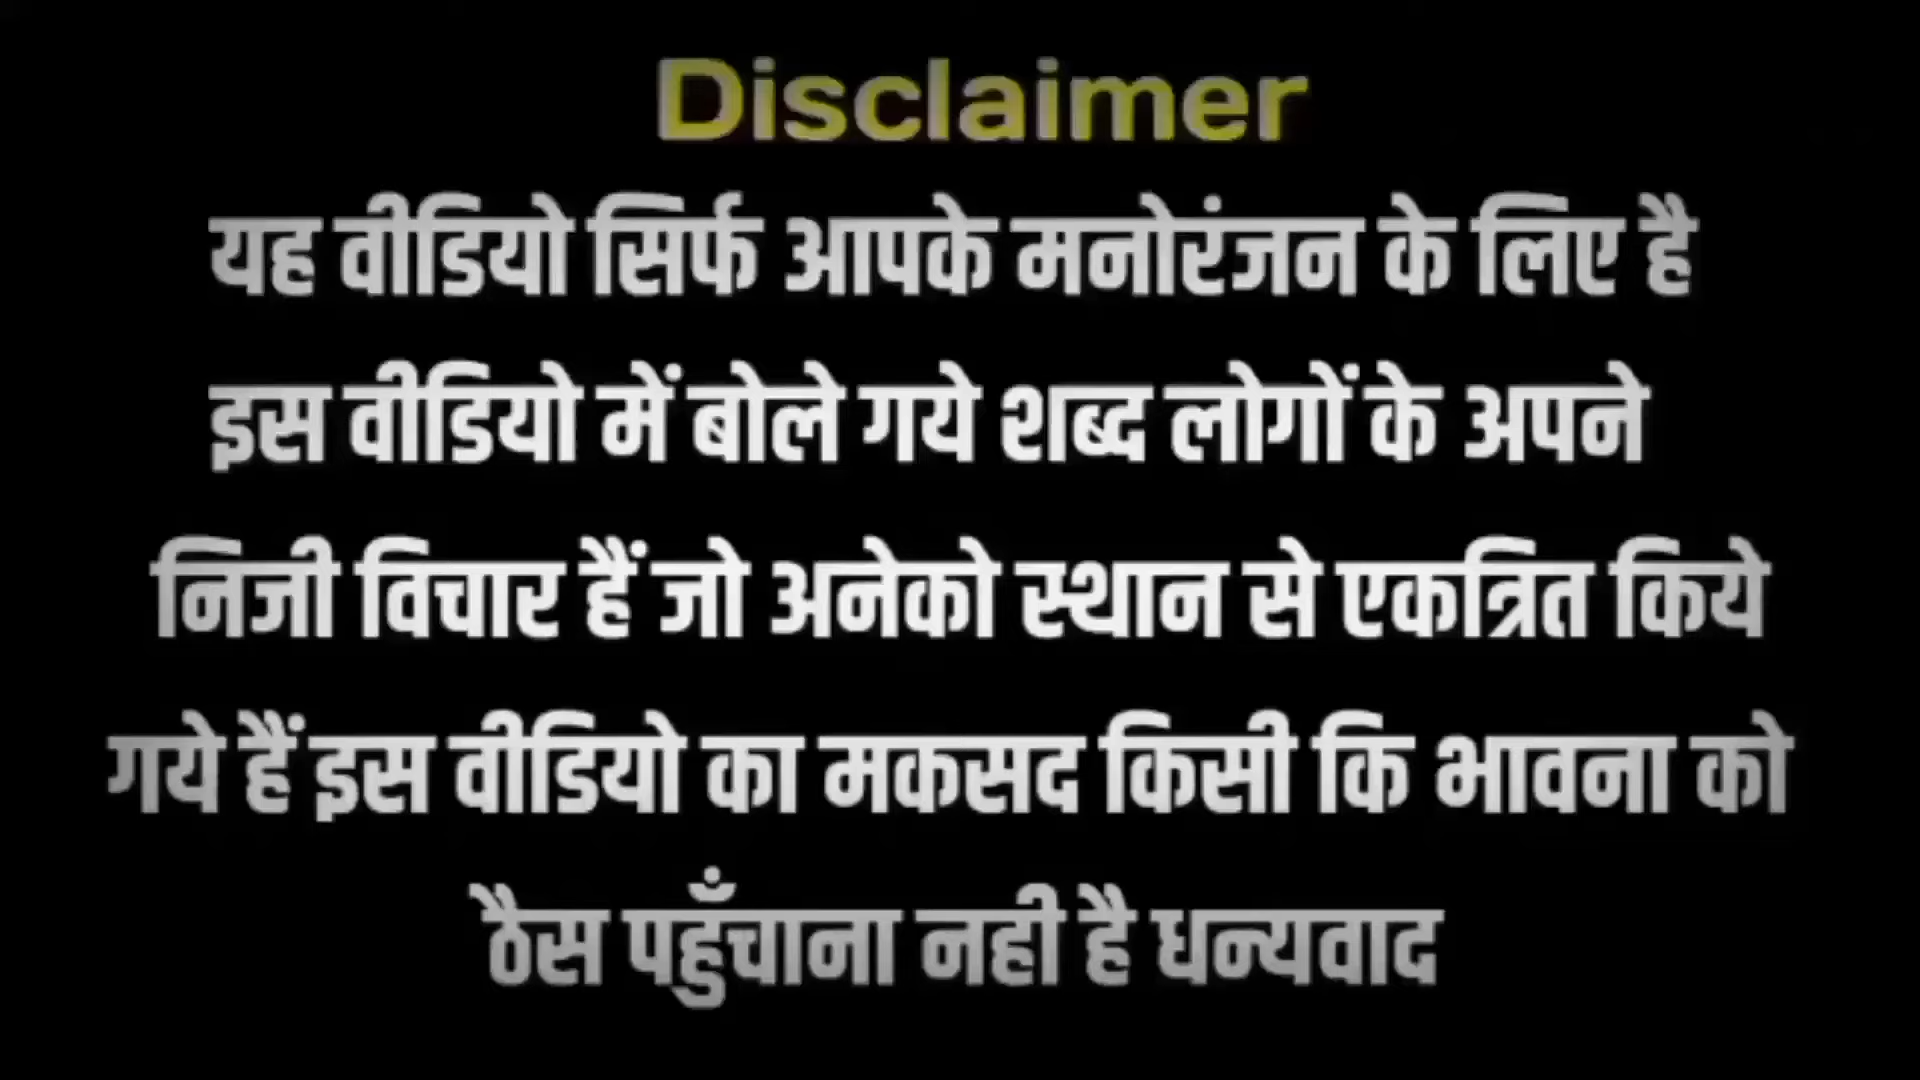 Disclaimer
यह वीडियो सिर्फ आपके मनोरंजन के लिए है
इस वीडियो में बोले गये शब्द लोगों के अपने
निजी विचार हैं जो अनेको स्थान से एकत्रित किये
गये हैं इस वीडियो का मकसद किसी कि भावना को
ठैस पहुँचाना नही है धन्यवाद